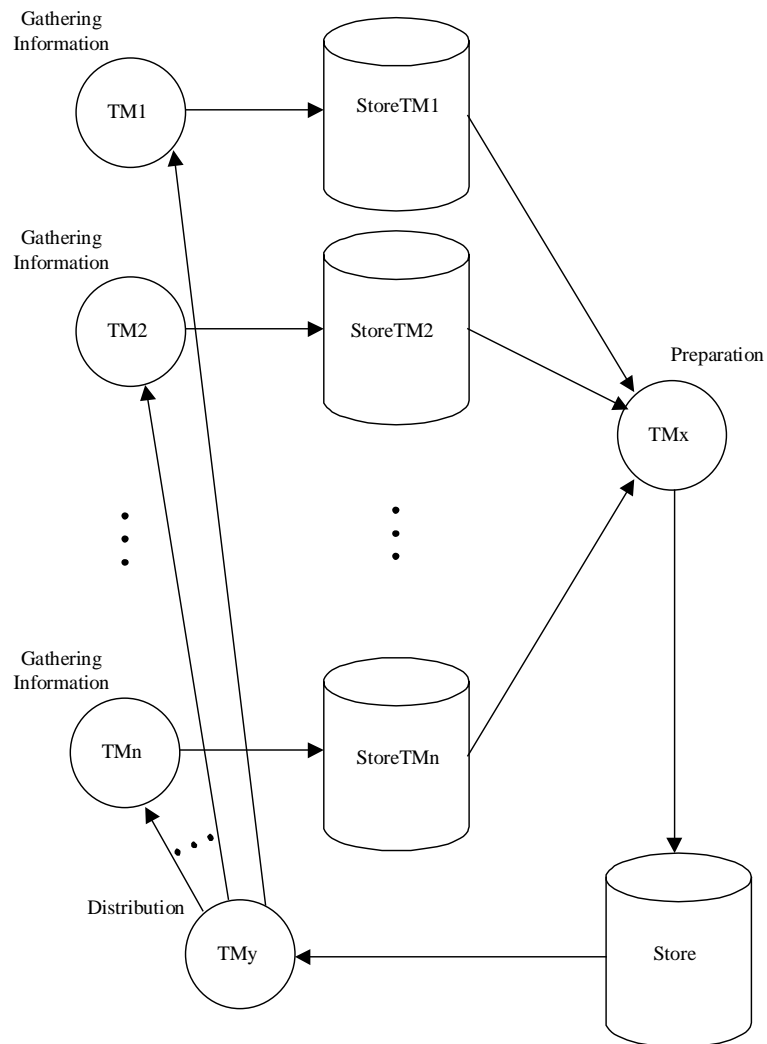 Gathering
Information
TM1
StoreTM1
Gathering
Information
TM2
StoreTM2
Preparation
TMx
Gathering
Information
TMn
StoreTMn
Distribution
TMy
Store